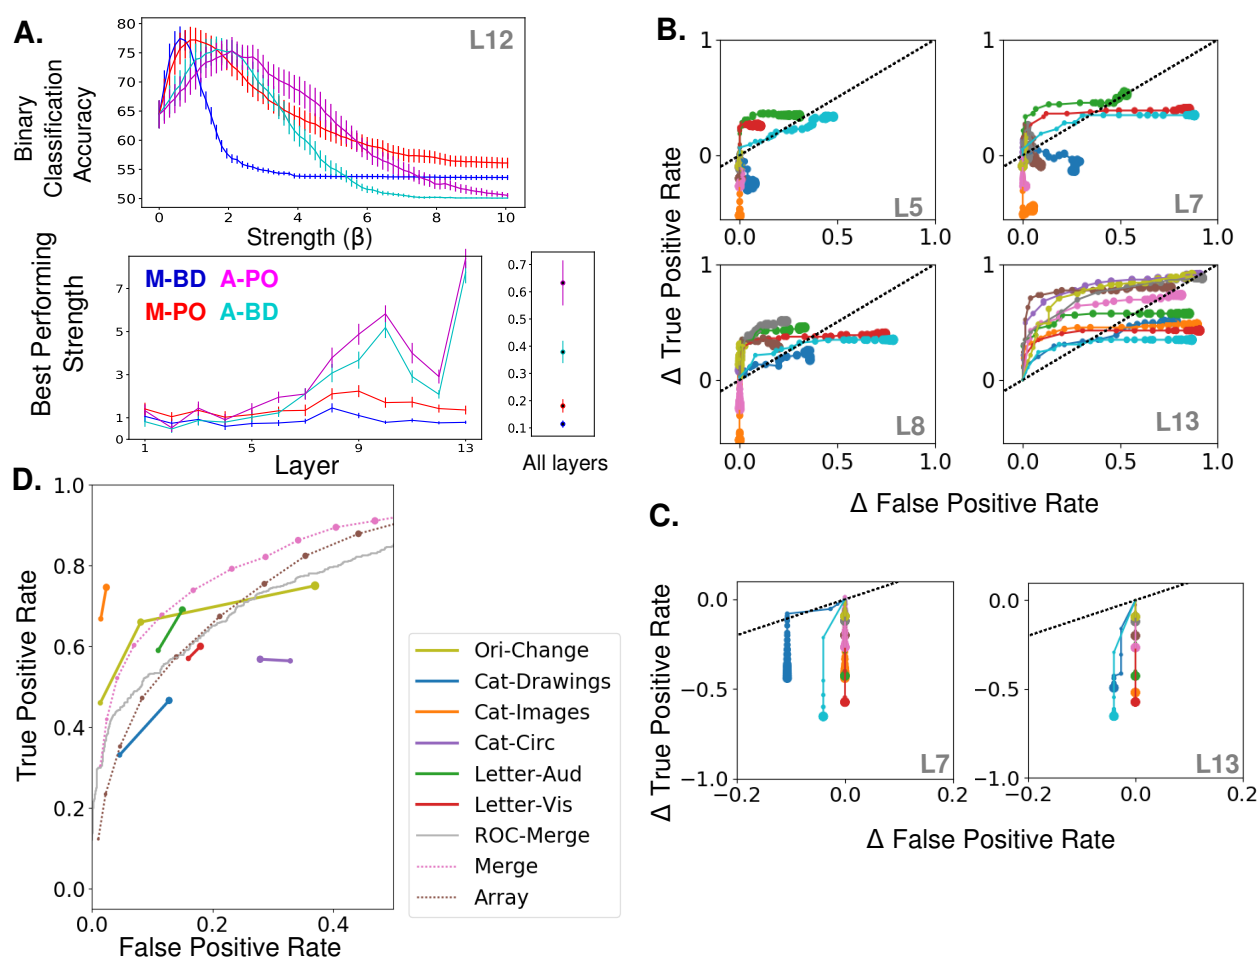 A.
Binary
Classification
Accuracy
80
75
70
65
60
55
50
L12
0
2
4
6
8
10
Strength (β)
Best Performing
Strength
7
5
3
1
0
M-BD A-PO
M-PO A-BD
1
5
9
13
Layer
0.7
0.6
0.5
0.4
0.3
0.2
0.1
All layers
B.
Δ True Positive Rate
1
0
L5
0.0
0.5
1.0
1
0
L7
0.0
0.5
1.0
1
0
L8
0.0
0.5
1.0
1
0
L13
0.0
0.5
1.0
Δ False Positive Rate
C.
Δ True Positive Rate
0.0
−0.5
−1.0
L7
−0.2
0.0
0.2
0.0
−0.5
−1.0
L13
−0.2
0.0
0.2
Δ False Positive Rate
D.
True Positive Rate
1.0
0.8
0.6
0.4
0.2
0.0
0.0
0.2
0.4
False Positive Rate
Ori-Change
Cat-Drawings
Cat-Images
Cat-Circ
Letter-Aud
Letter-Vis
ROC-Merge
Merge
Array